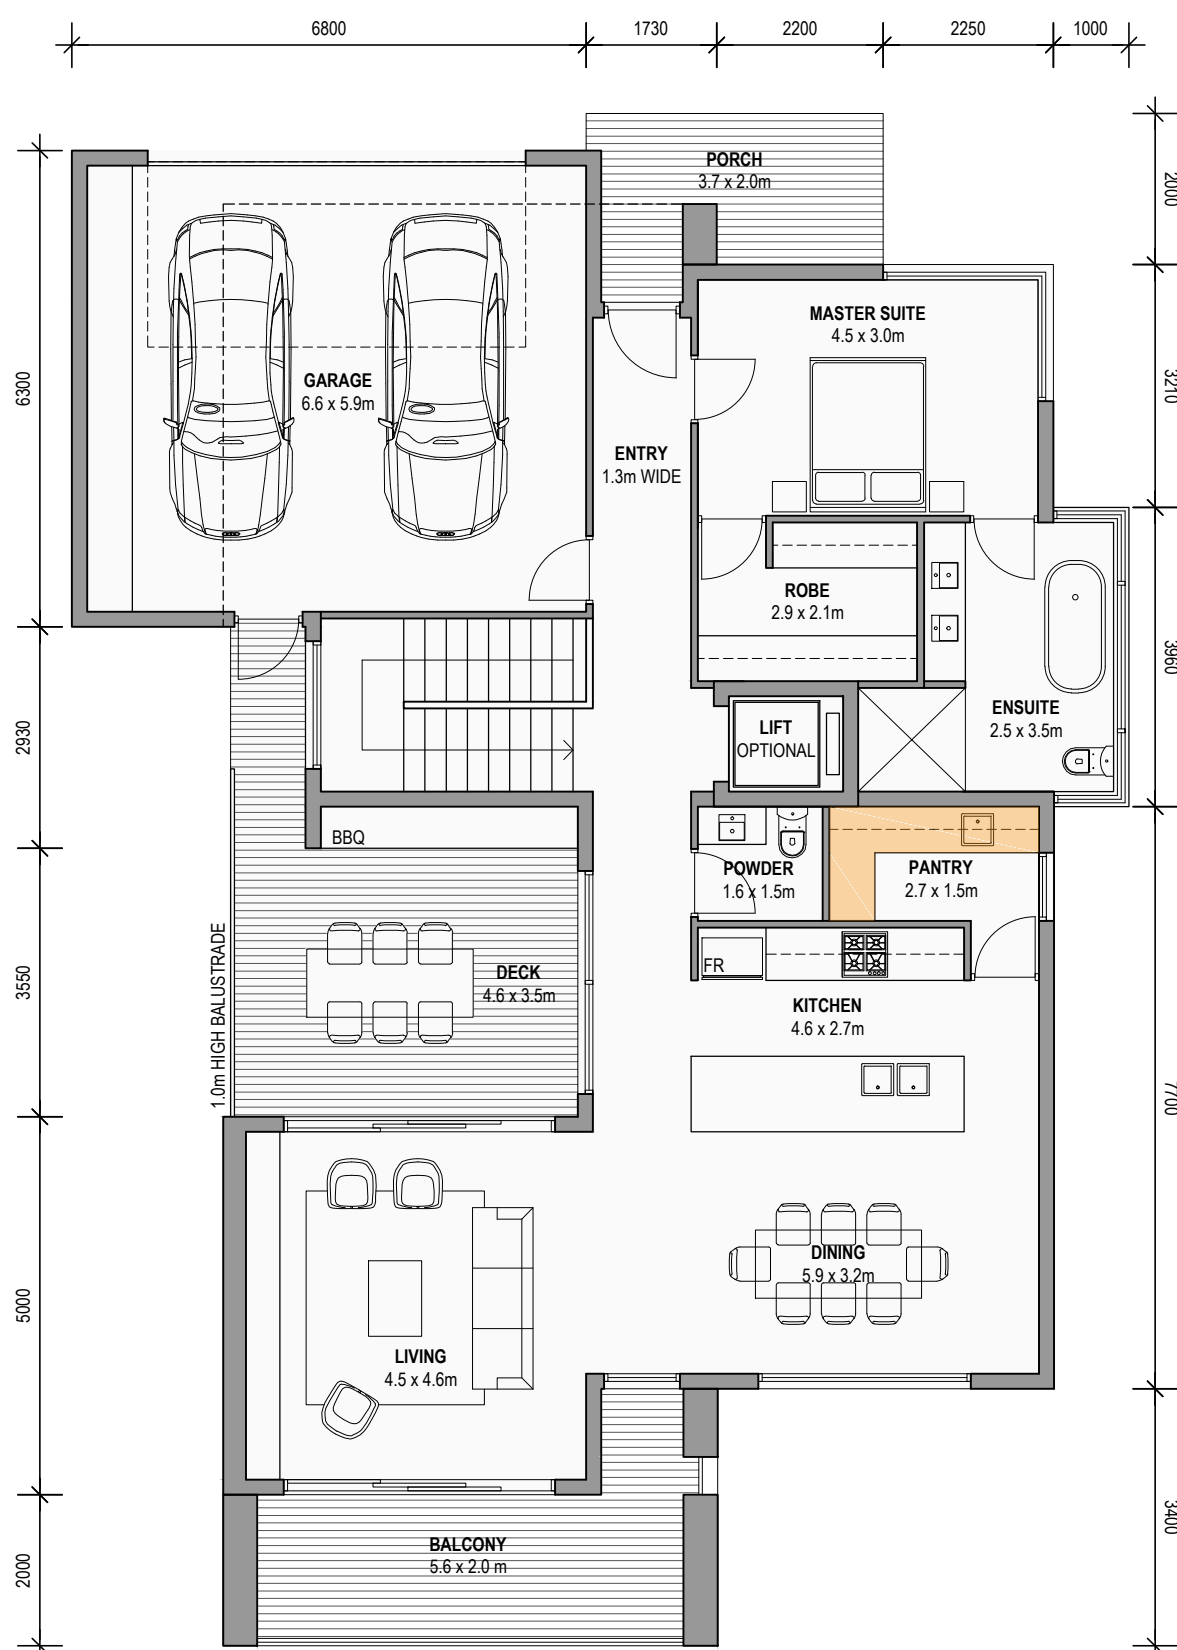 6800
1730
2200
2250
1000
PORCH
3.7 x 2.0m
2000
MASTER SUITE
4.5 x 3.0m
3210
GARAGE
6.6 x 5.9m
6300
ENTRY
1.3m WIDE
ROBE
2.9 x 2.1m
3960
ENSUITE
2.5 x 3.5m
LIFT
OPTIONAL
2930
BBQ
POWDER
1.6 x 1.5m
PANTRY
2.7 x 1.5m
FR
DECK
4.6 x 3.5m
3550
1.0m HIGH BALUSTRADE
KITCHEN
4.6 x 2.7m
7700
DINING
5.9 x 3.2m
5000
LIVING
4.5 x 4.6m
3400
BALCONY
5.6 x 2.0 m
2000